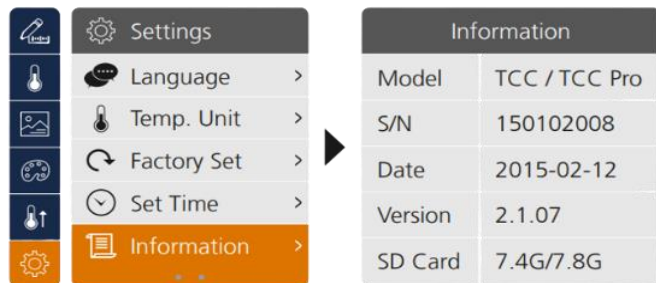 Settings
Language >
Temp. Unit >
Factory Set >
Set Time >
Information >
Information
Model TCC / TCC Pro
S/N 150102008
Date 2015-02-12
Version 2.1.07
SD Card 7.4G/7.8G